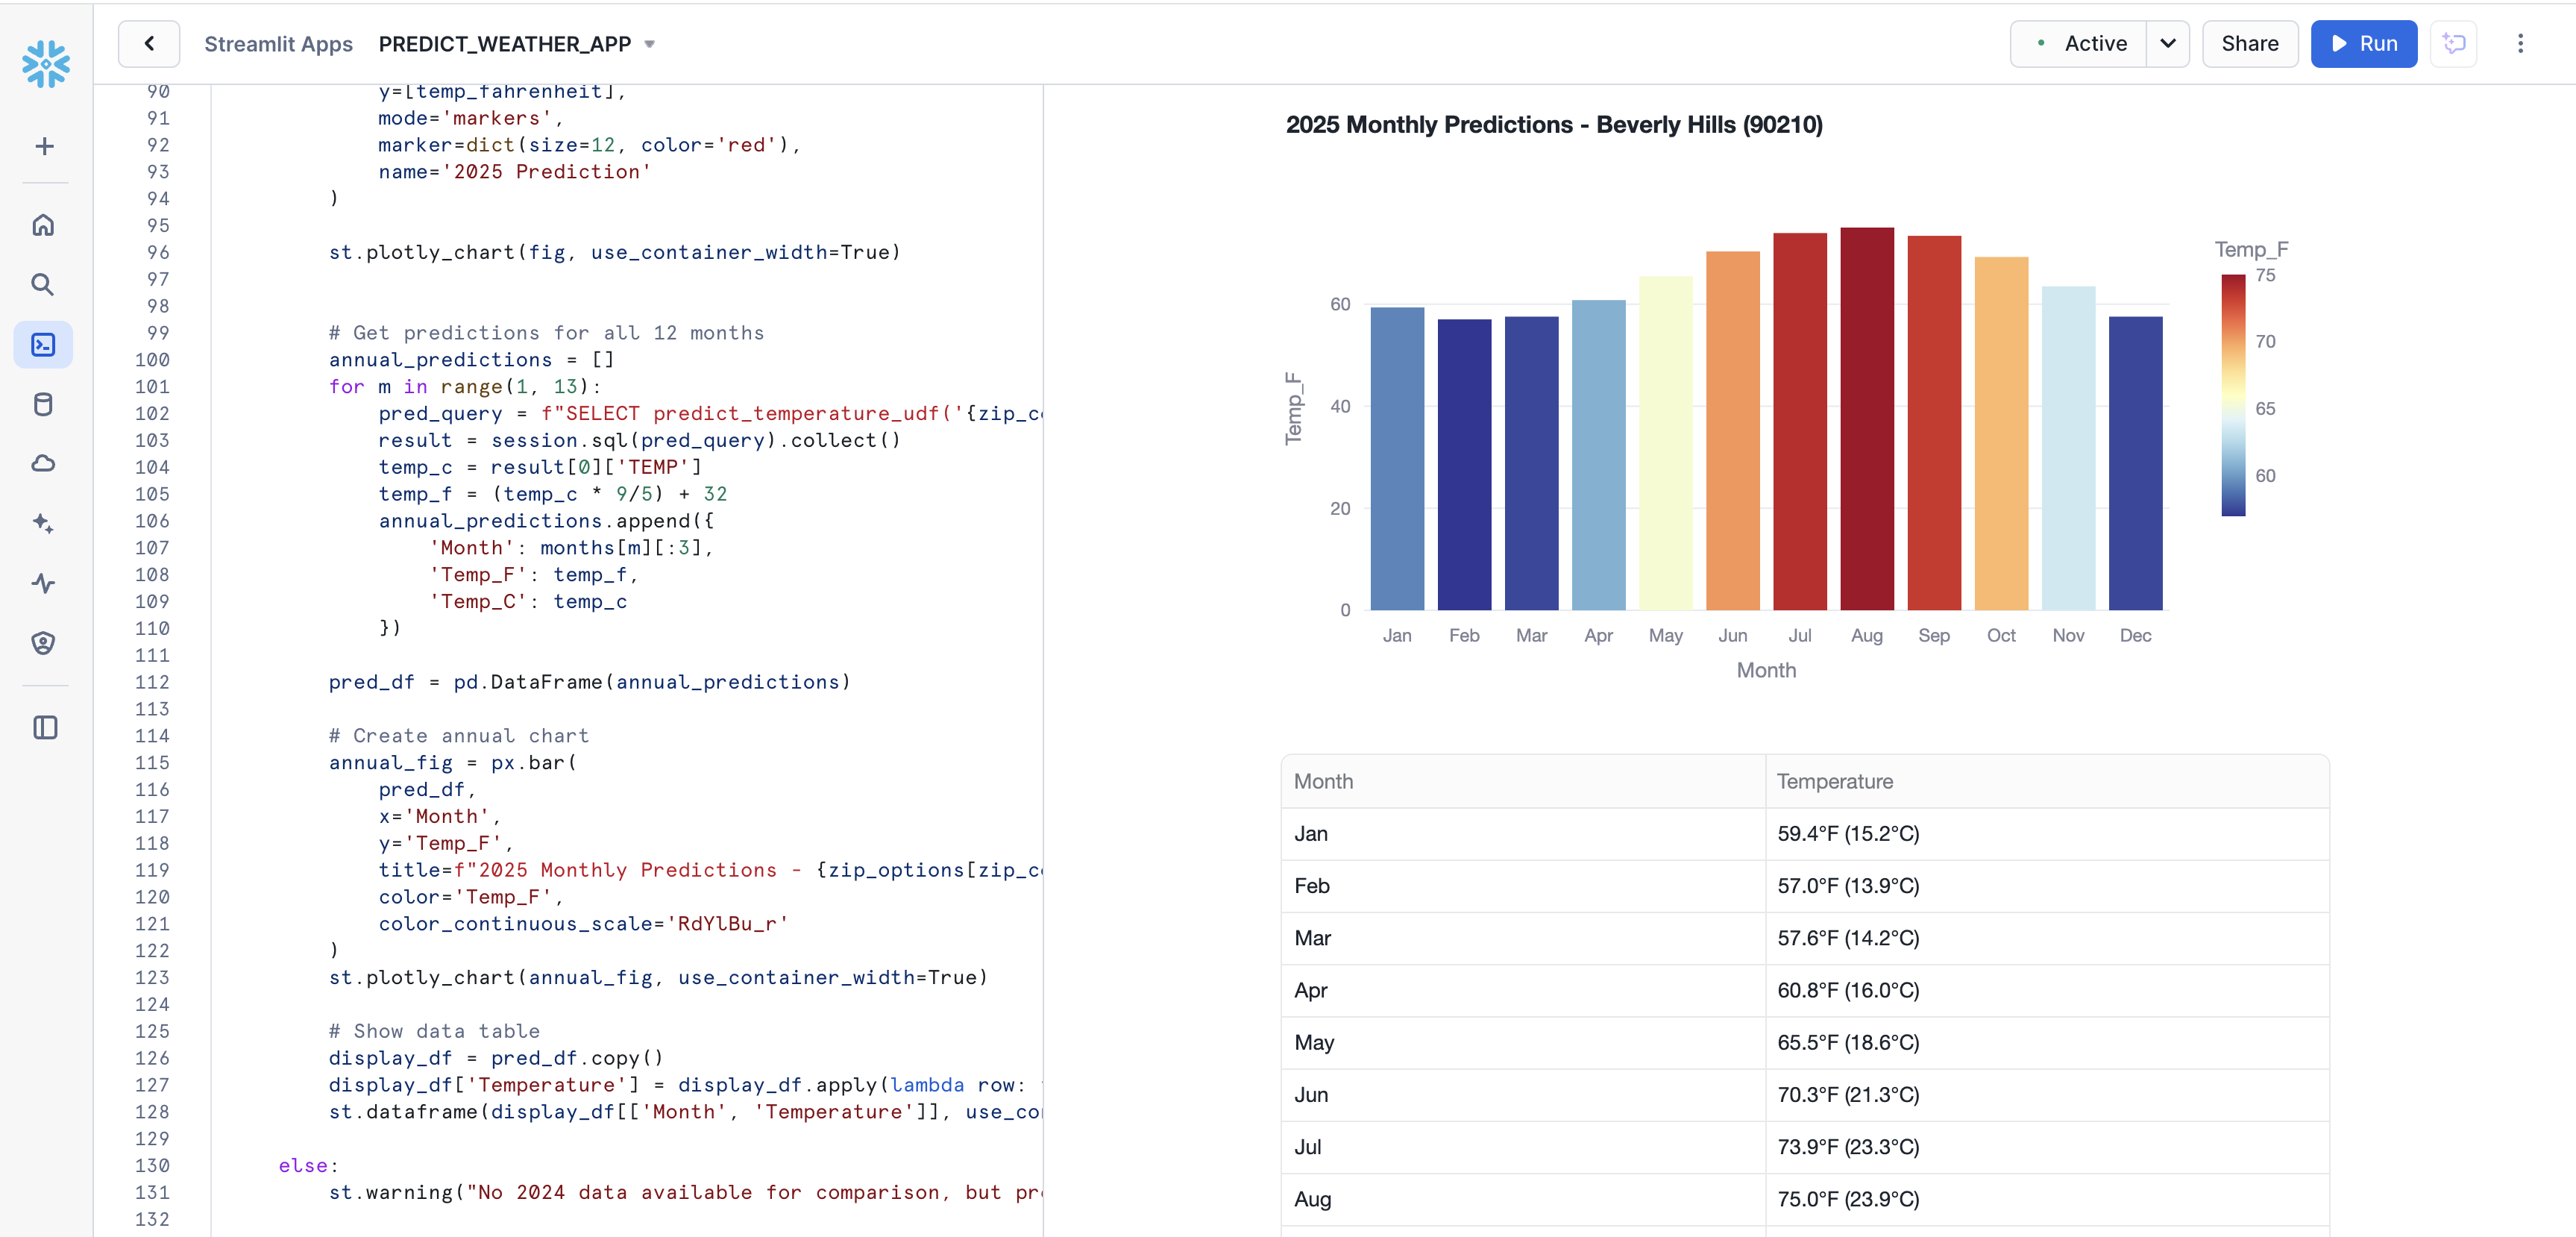 Streamlit Apps PREDICT_WEATHER_APP
Active
Share
Run
90 y=[temp_fahrenheit],
91 mode='markers',
92 marker=dict(size=12, color='red'),
93 name='2025 Prediction'
94 )
95
96 st.plotly_chart(fig, use_container_width=True)
97
98
99 # Get predictions for all 12 months
100 annual_predictions = []
101 for m in range(1, 13):
102 pred_query = f"SELECT predict_temperature_udf('{zip_c
103 result = session.sql(pred_query).collect()
104 temp_c = result[0]['TEMP']
105 temp_f = (temp_c * 9/5) + 32
106 annual_predictions.append({
107 'Month': months[m][:3],
108 'Temp_F': temp_f,
109 'Temp_C': temp_c
110 })
111
112 pred_df = pd.DataFrame(annual_predictions)
113
114 # Create annual chart
115 annual_fig = px.bar(
116 pred_df,
117 x='Month',
118 y='Temp_F',
119 title=f"2025 Monthly Predictions - {zip_options[zip_c
120 color='Temp_F',
121 color_continuous_scale='RdYlBu_r'
122 )
123 st.plotly_chart(annual_fig, use_container_width=True)
124
125 # Show data table
126 display_df = pred_df.copy()
127 display_df['Temperature'] = display_df.apply(lambda row:
128 st.dataframe(display_df[['Month', 'Temperature']], use_co
129
130 else:
131 st.warning("No 2024 data available for comparison, but pr
132
2025 Monthly Predictions - Beverly Hills (90210)
Temp_F
75
70
65
60
Temp_F
60
40
20
0
Jan Feb Mar Apr May Jun Jul Aug Sep Oct Nov Dec
Month
Month Temperature
Jan 59.4°F (15.2°C)
Feb 57.0°F (13.9°C)
Mar 57.6°F (14.2°C)
Apr 60.8°F (16.0°C)
May 65.5°F (18.6°C)
Jun 70.3°F (21.3°C)
Jul 73.9°F (23.3°C)
Aug 75.0°F (23.9°C)